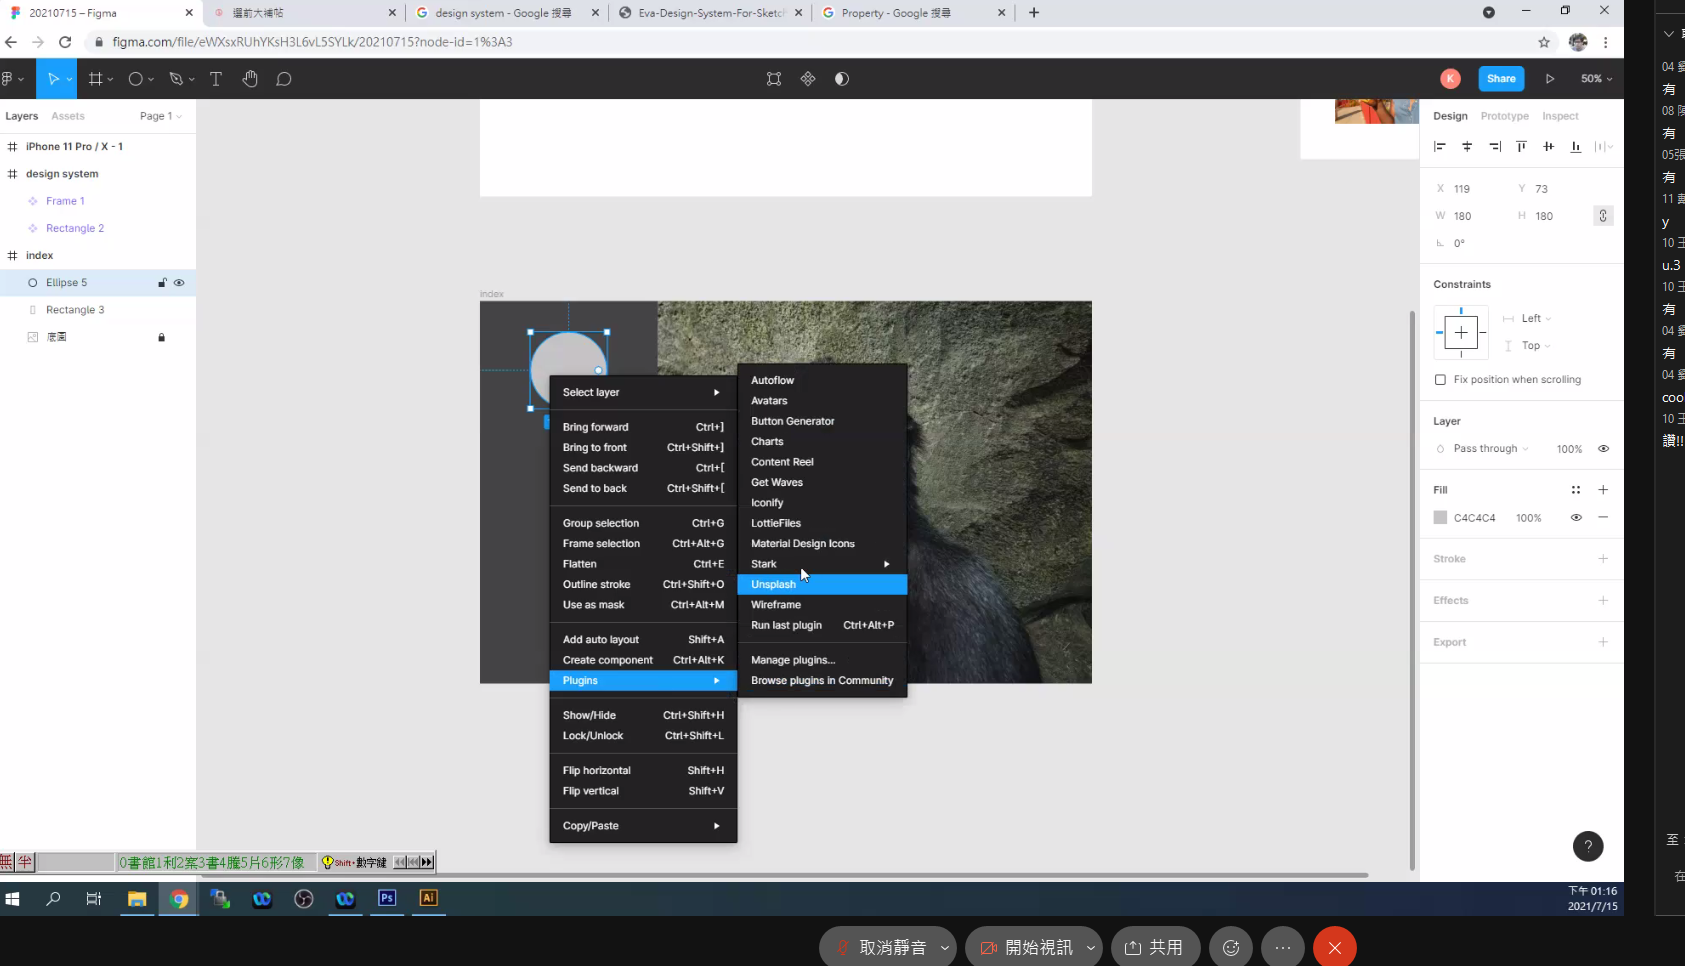 20210715 – Figma
還前大補帖
design system - Google 搜尋
Eva-Design-System-For-Sketch
Property - Google 搜尋
figma.com/file/eWXsxRUhYKsH3L6vL5SYLk/20210715?node-id=1%3A3
K
Share
50%
Layers
Assets
Page 1
iPhone 11 Pro / X - 1
design system
Frame 1
Rectangle 2
index
Ellipse 5
Rectangle 3
底圖
index
Select layer
Bring forward Ctrl+]
Bring to front Ctrl+Shift+]
Send backward Ctrl+[
Send to back Ctrl+Shift+[
Group selection Ctrl+G
Frame selection Ctrl+Alt+G
Flatten Ctrl+E
Outline stroke Ctrl+Shift+O
Use as mask Ctrl+Alt+M
Add auto layout Shift+A
Create component Ctrl+Alt+K
Plugins
Show/Hide Ctrl+Shift+H
Lock/Unlock Ctrl+Shift+L
Flip horizontal Shift+H
Flip vertical Shift+V
Copy/Paste
Autoflow
Avatars
Button Generator
Charts
Content Reel
Get Waves
Iconify
LottieFiles
Material Design Icons
Stark
Unsplash
Wireframe
Run last plugin Ctrl+Alt+P
Manage plugins...
Browse plugins in Community
Design
Prototype
Inspect
X 119
Y 73
W 180
H 180
0°
Constraints
Left
Top
Fix position when scrolling
Layer
Pass through
100%
Fill
C4C4C4
100%
Stroke
Effects
Export
?
04
有
08 陳
有
05張
有
11
y
10 王
u.3
10 王
有
04
有
04
coo
10 王
讚!!
至
在
無 半
0書館1利2案3書4騰5片6形7像
Shift+數字鍵
Ps
Ai
下午 01:16
2021/7/15
取消靜音
開始視訊
共用